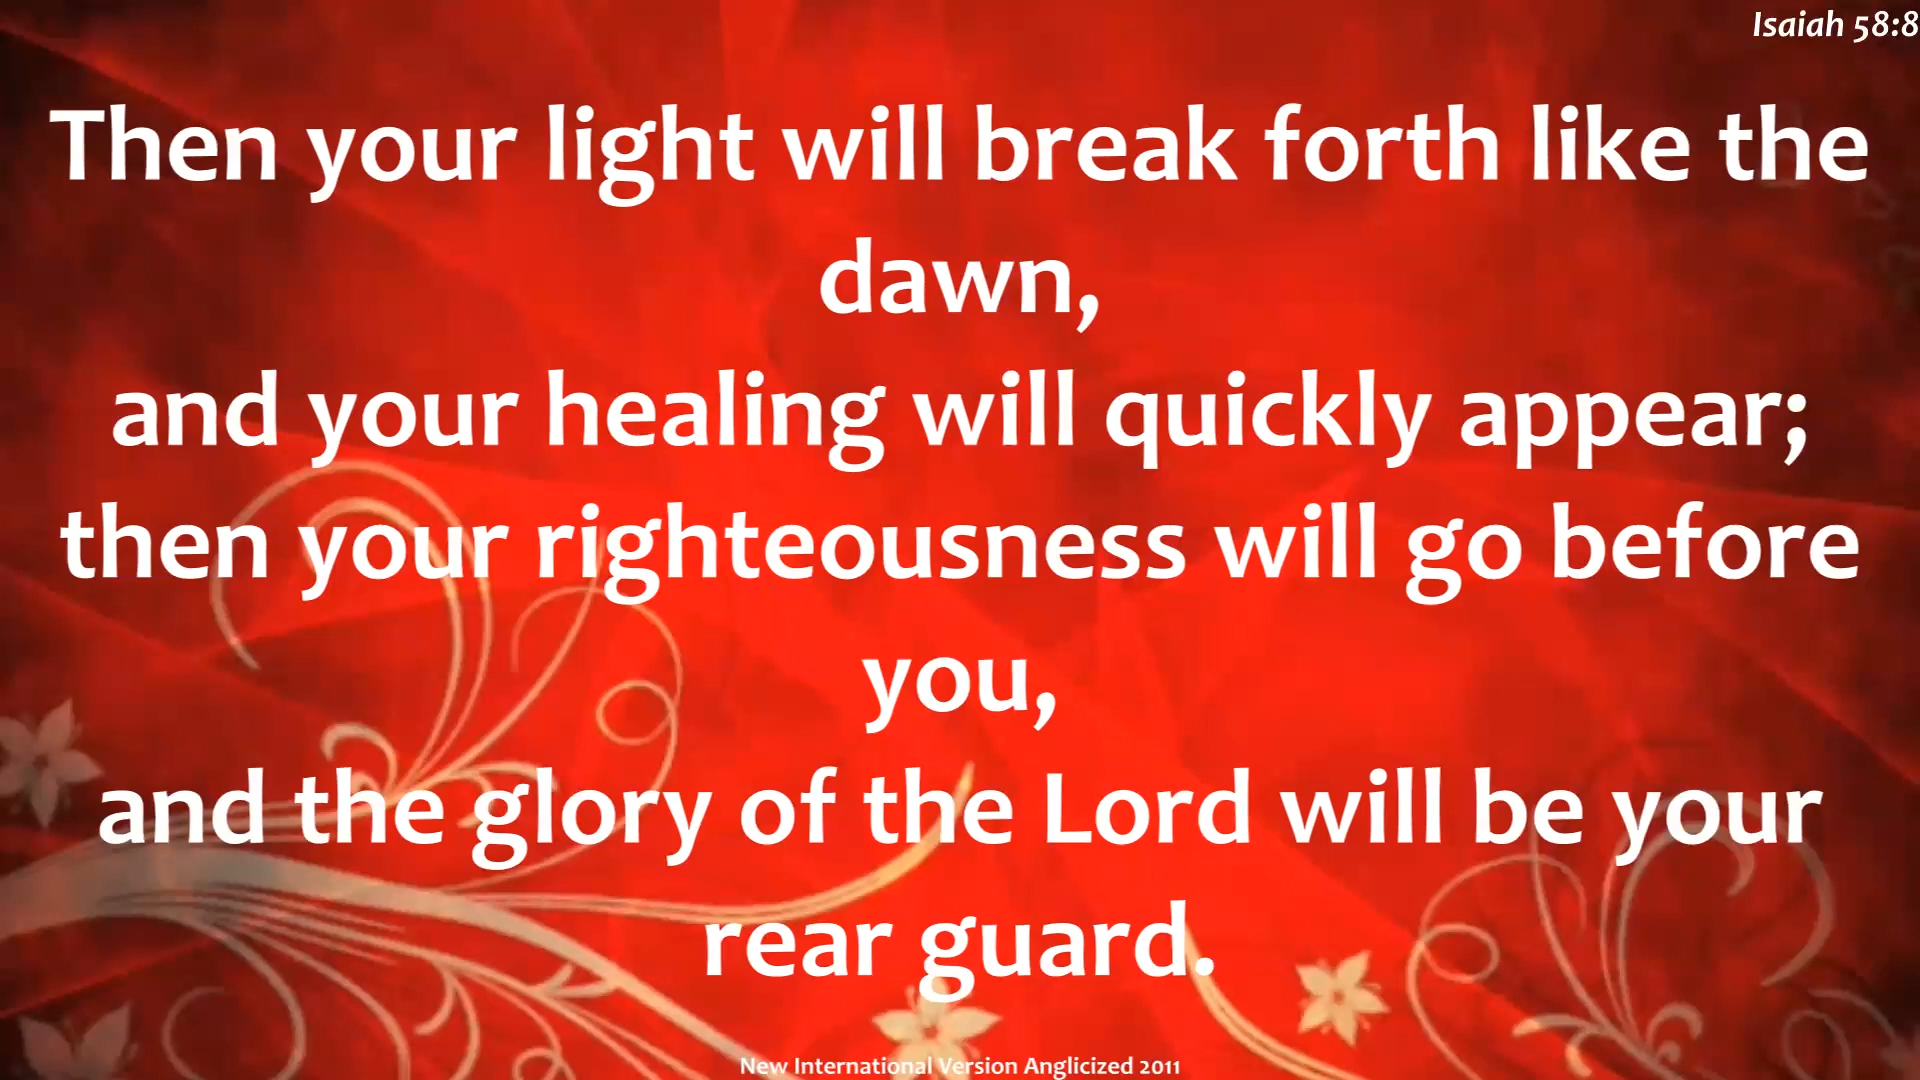 Isaiah 58:8
Then your light will break forth like the
dawn,
and your healing will quickly appear;
then your righteousness will go before
you,
and the glory of the Lord will be your
rear guard.
New International Version Anglicized 2011